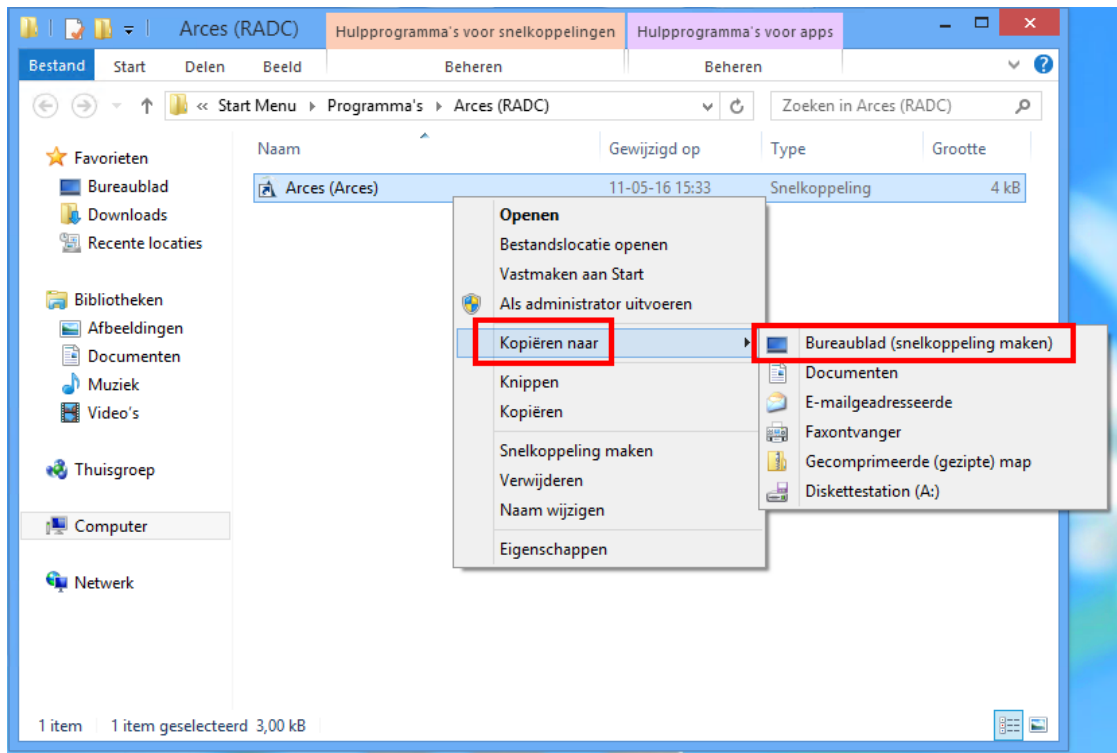 Arces (RADC)
Hulpprogramma's voor snelkoppelingen
Hulpprogramma's voor apps
Bestand Start Delen Beeld Beheren Beheren
« Start Menu Programma's Arces (RADC)
Zoeken in Arces (RADC)
Naam Gewijzigd op Type Grootte
Arces (Arces) 11-05-16 15:33 Snelkoppeling 4 kB
Favorieten
Bureaublad
Downloads
Recente locaties
Bibliotheken
Afbeeldingen
Documenten
Muziek
Video's
Thuisgroep
Computer
Netwerk
Openen
Bestandslocatie openen
Vastmaken aan Start
Als administrator uitvoeren
Kopiëren naar
Knippen
Kopiëren
Snelkoppeling maken
Verwijderen
Naam wijzigen
Eigenschappen
Bureaublad (snelkoppeling maken)
Documenten
E-mailgeadresseerde
Faxontvanger
Gecomprimeerde (gezipte) map
Diskettestation (A:)
1 item 1 item geselecteerd 3,00 kB